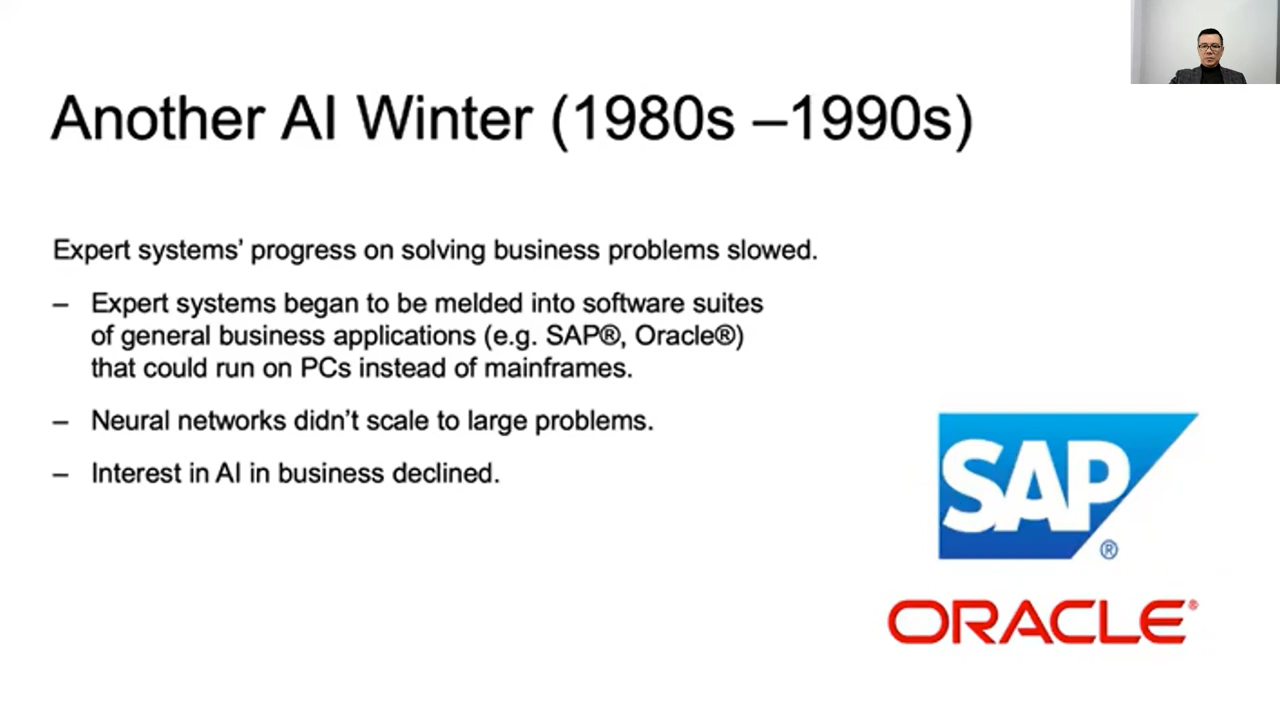 Another AI Winter (1980s –1990s)
Expert systems’ progress on solving business problems slowed.
– Expert systems began to be melded into software suites
of general business applications (e.g. SAP®, Oracle®)
that could run on PCs instead of mainframes.
– Neural networks didn’t scale to large problems.
– Interest in AI in business declined.
SAP
®
ORACLE®